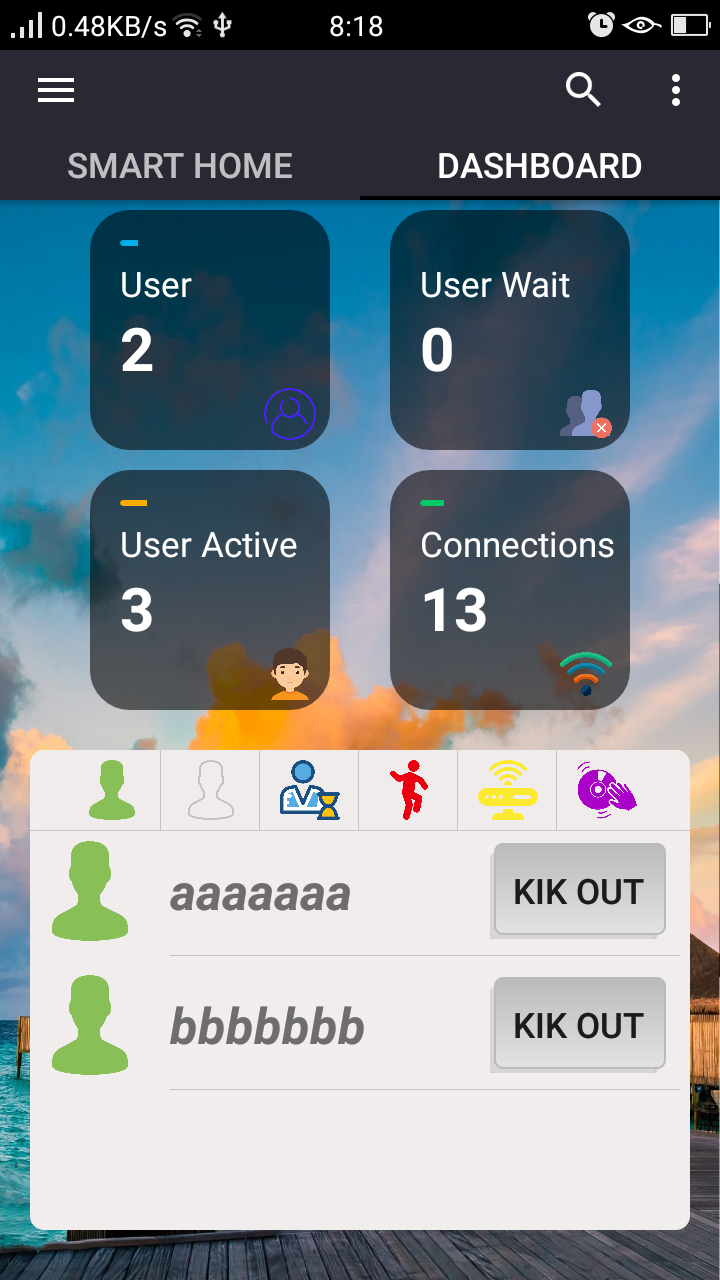 0.48KB/s 8:18
SMART HOME DASHBOARD
User
2
User Wait
0
User Active
3
Connections
13
aaaaaaa KIK OUT
bbbbbbb KIK OUT